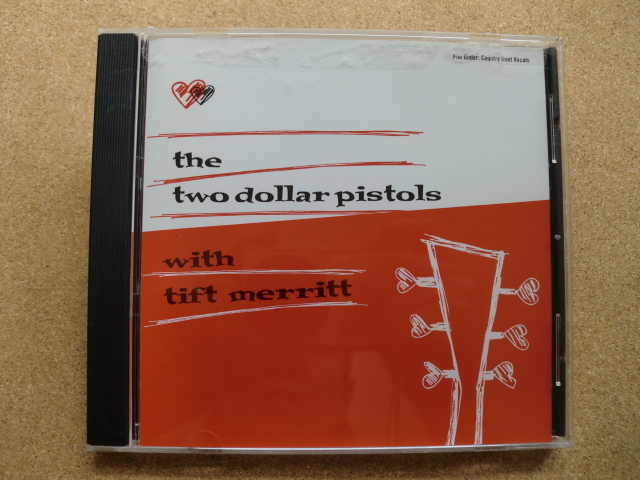 File Under: Country Duet Vocals
the
two dollar pistols
with
tift merritt